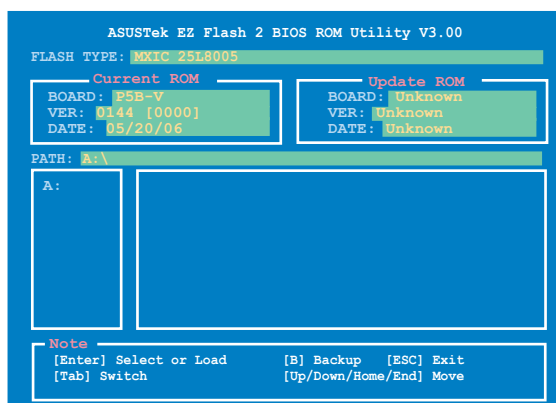 ASUSTek EZ Flash 2 BIOS ROM Utility V3.00
FLASH TYPE: MXIC 25L8005
Current ROM
BOARD: P5B-V
VER: 0144 [0000]
DATE: 05/20/06
Update ROM
BOARD: Unknown
VER: Unknown
DATE: Unknown
PATH: A:\
A:
Note
[Enter] Select or Load [B] Backup [ESC] Exit
[Tab] Switch [Up/Down/Home/End] Move